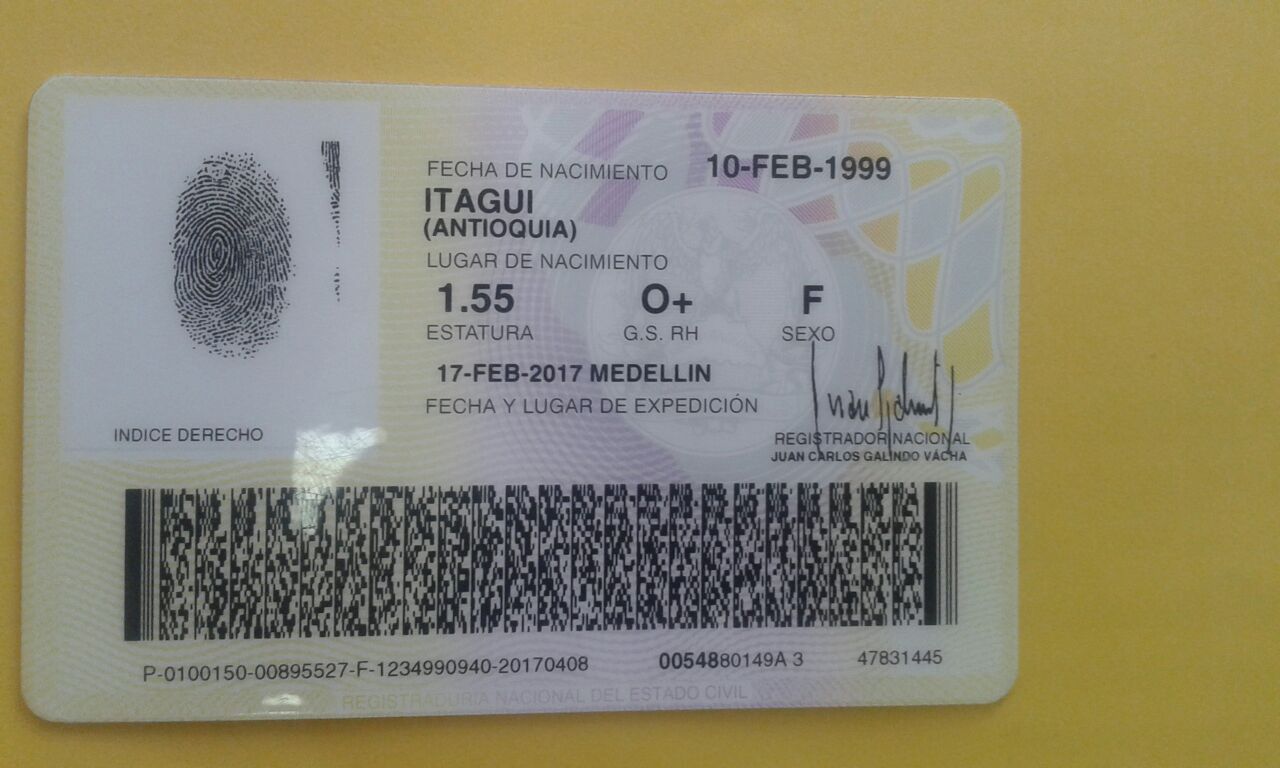 FECHA DE NACIMIENTO 10-FEB-1999
ITAGUI
(ANTIOQUIA)
LUGAR DE NACIMIENTO
1.55 O+ F
ESTATURA G.S. RH SEXO
17-FEB-2017 MEDELLIN
FECHA Y LUGAR DE EXPEDICIÓN
INDICE DERECHO
REGISTRADOR NACIONAL
JUAN CARLOS GALINDO VÁCHA
P-0100150-00895527-F-1234990940-20170408 0054880149A 3 47831445
REGISTRADURIA NACIONAL DEL ESTADO CIVIL